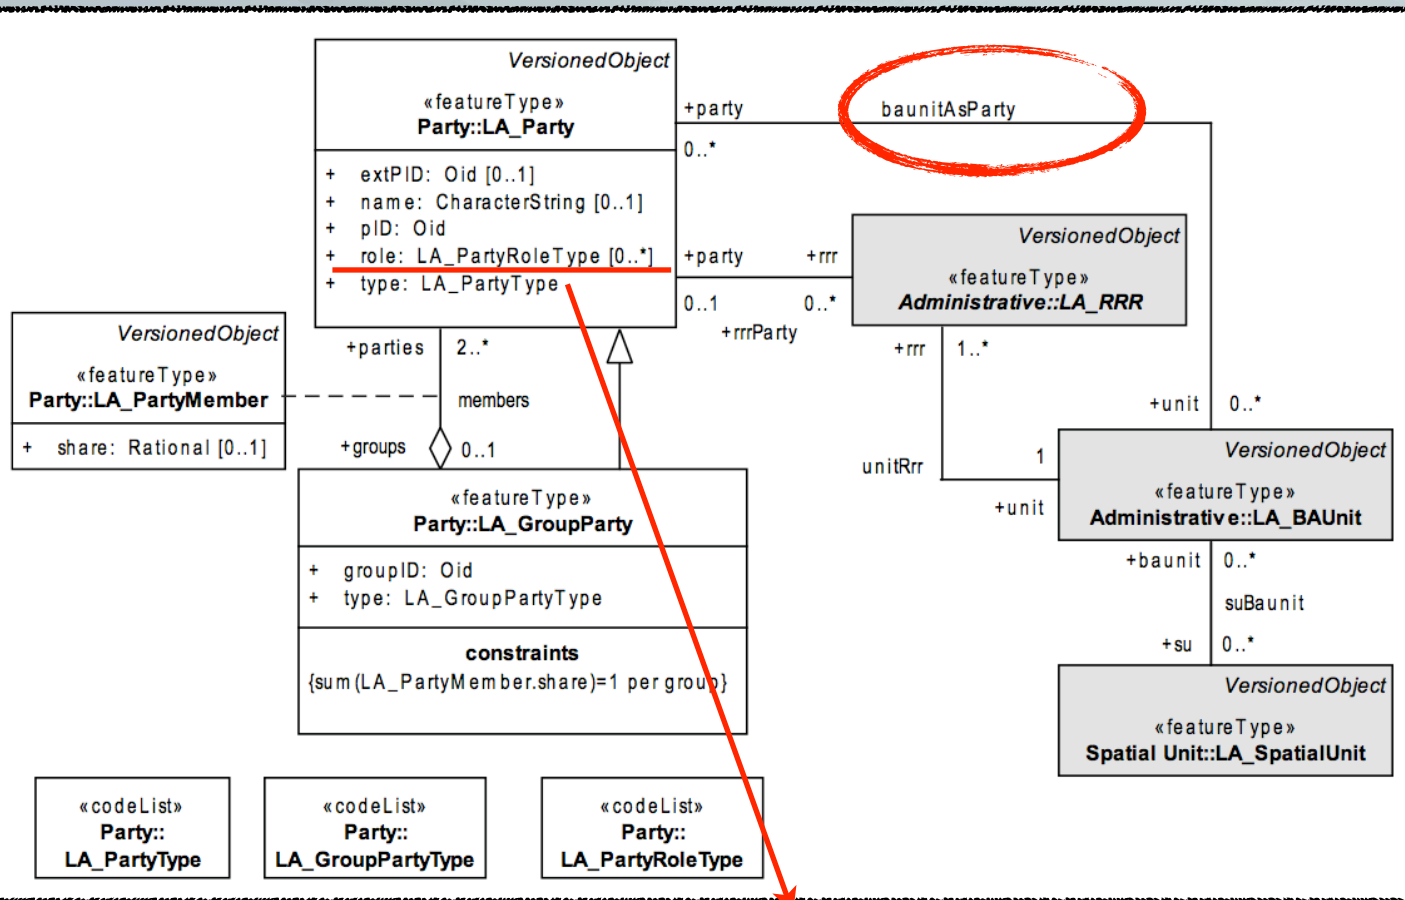 VersionedObject
«featureType»
Party::LA_Party
+ extPID: Oid [0..1]
+ name: CharacterString [0..1]
+ pID: Oid
+ role: LA_PartyRoleType [0..*]
+ type: LA_PartyType
+party
0..*
baunitAsParty
+party
0..1
+rrr
0..*
+rrrParty
VersionedObject
«featureType»
Administrative::LA_RRR
+rrr
1..*
unitRrr
1
+unit
+unit
0..*
VersionedObject
«featureType»
Party::LA_PartyMember
+ share: Rational [0..1]
+parties
2..*
members
+groups
0..1
«featureType»
Party::LA_GroupParty
+ groupID: Oid
+ type: LA_GroupPartyType
constraints
{sum(LA_PartyMember.share)=1 per group}
VersionedObject
«featureType»
Administrative::LA_BAUnit
+baunit
0..*
suBaunit
+su
0..*
VersionedObject
«featureType»
Spatial Unit::LA_SpatialUnit
«codeList»
Party::
LA_PartyType
«codeList»
Party::
LA_GroupPartyType
«codeList»
Party::
LA_PartyRoleType